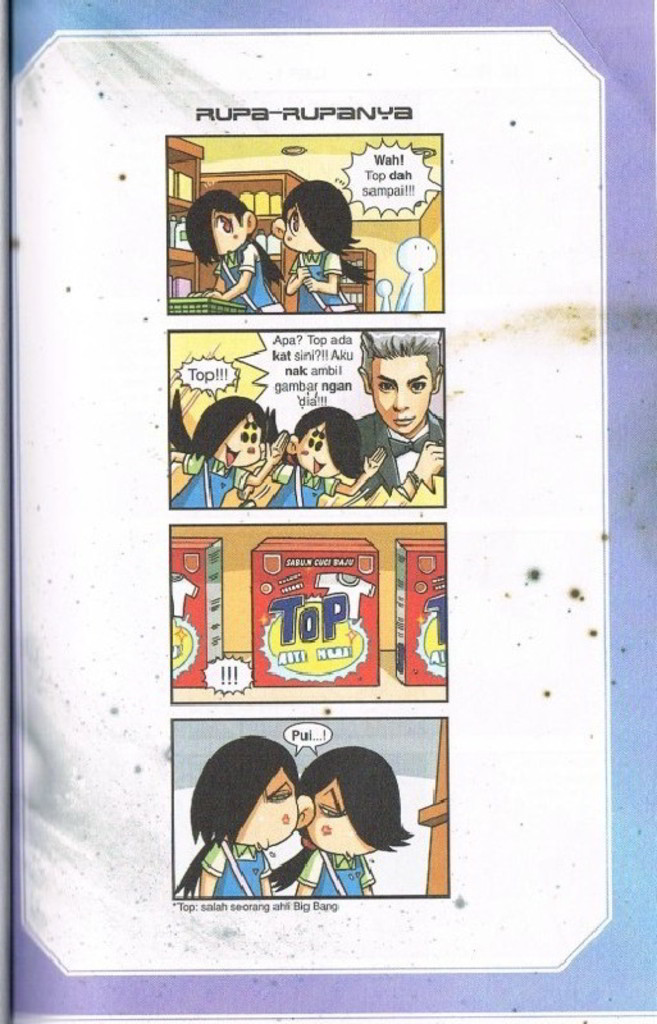 RUPA-RUPANYA
Wah!
Top dah
sampai!!!
Top!!!
Apa? Top ada
kat sini?!! Aku
nak ambil
gambar ngan
dia!!!
SABUN CUCI BAJU
TOP
!!!
Pui...!
*Top: salah seorang ahli Big Bang